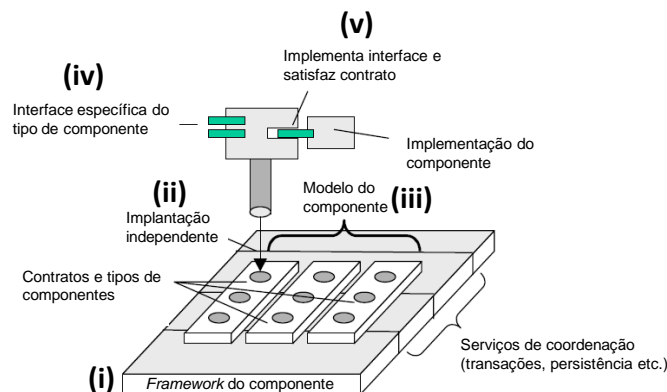 (v)
Implementa interface e
satisfaz contrato
(iv)
Interface específica do
tipo de componente
Implementação do
componente
(ii)
Modelo do
componente (iii)
Implantação
independente
Contratos e tipos de
componentes
Serviços de coordenação
(transações, persistência etc.)
(i)
Framework do componente